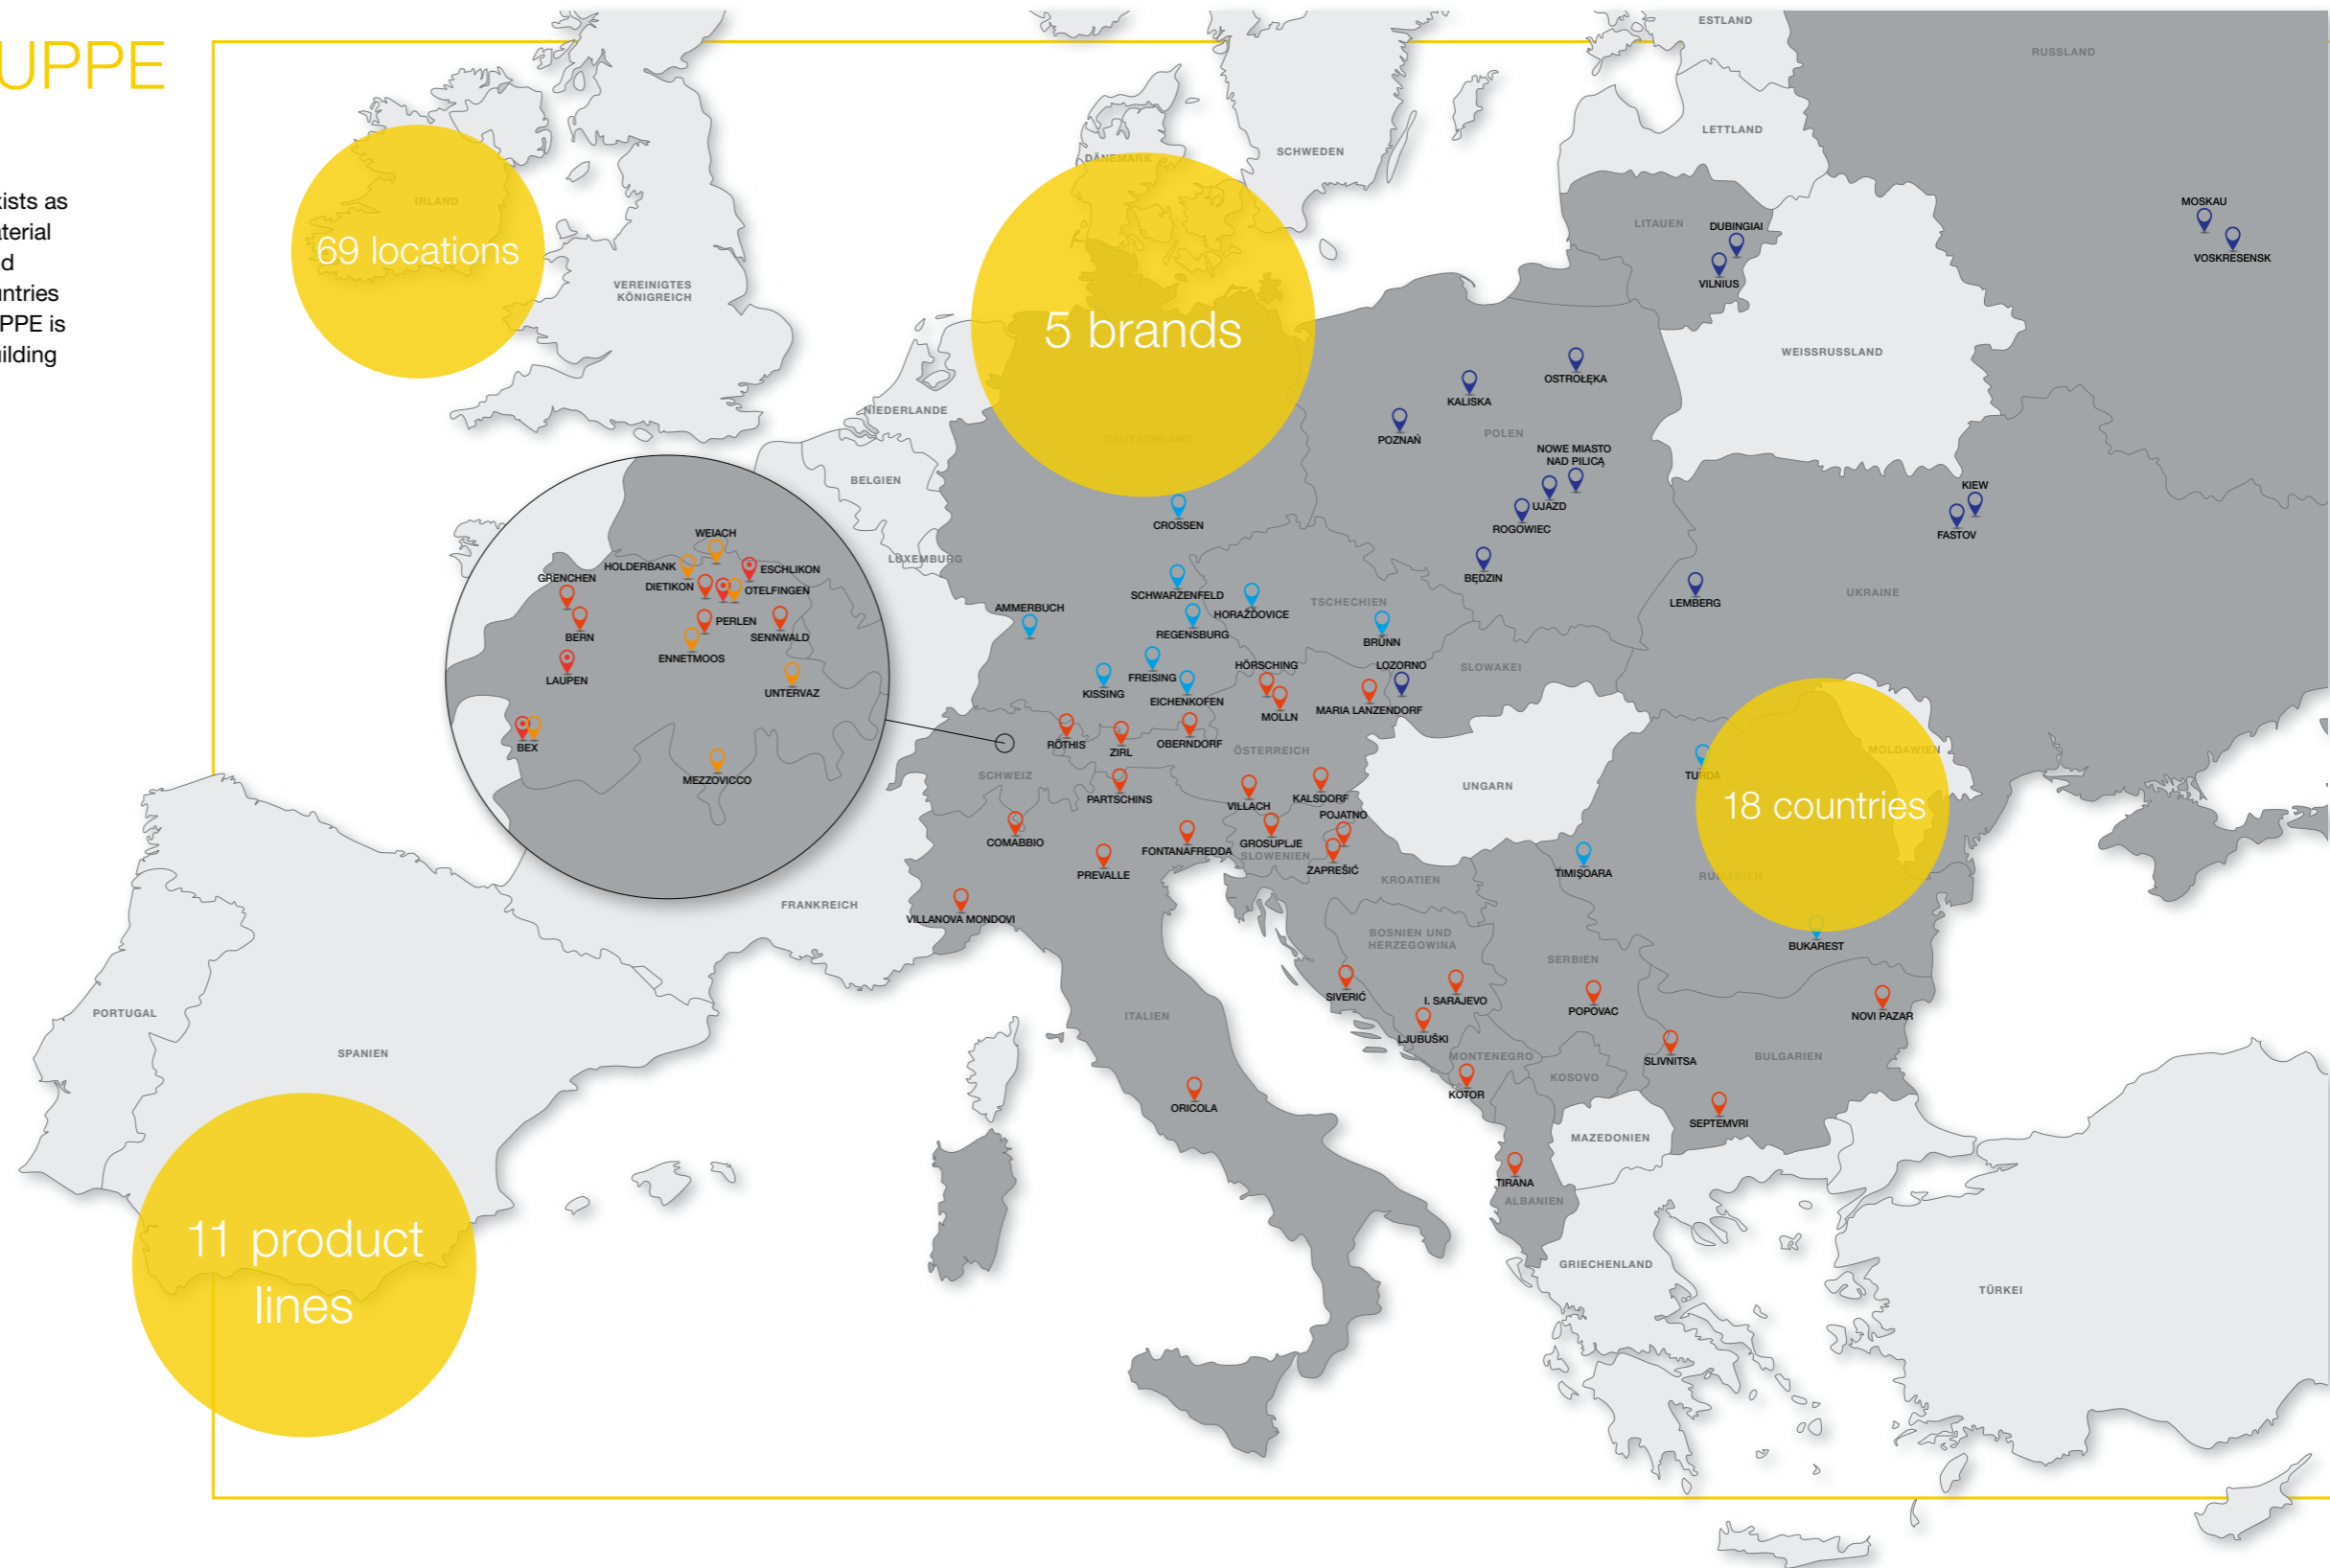 UPPE
xists as
aterial
d
untries
PPE is
uilding
69 locations
5 brands
18 countries
11 product
lines
ESTLAND
RUSSLAND
LETTLAND
SCHWEDEN
DÄNEMARK
IRLAND
VEREINIGTES
KÖNIGREICH
LITAUEN
DUBINGIAI
VILNIUS
MOSKAU
VOSKRESENSK
WEISSRUSSLAND
NIEDERLANDE
DEUTSCHLAND
BELGIEN
LUXEMBURG
OSTROŁĘKA
KALISKA
POZNAŃ
POLEN
NOWE MIASTO
NAD PILICĄ
UJAZD
ROGOWIEC
BĘDZIN
KIEW
FASTOV
LEMBERG
UKRAINE
CROSSEN
SCHWARZENFELD
HORAŽĎOVICE
TSCHECHIEN
REGENSBURG
BRÜNN
AMMERBUCH
KISSING
FREISING
EICHENKOFEN
HÖRSCHING
MOLLN
LOZORNO
MARIA LANZENDORF
SLOWAKEI
WEIACH
HOLDERBANK
ESCHLIKON
GRENCHEN
DIETIKON
OTELFINGEN
BERN
PERLEN
SENNWALD
ENNETMOOS
LAUPEN
UNTERVAZ
BEX
MEZZOVICCO
RÖTHIS
ZIRL
OBERNDORF
ÖSTERREICH
SCHWEIZ
PARTSCHINS
VILLACH
KALSDORF
POJATNO
UNGARN
TURDA
MOLDAWIEN
COMABBIO
PREVALLE
FONTANAFREDDA
GROSUPLJE
SLOWENIEN
ZAPREŠIĆ
KROATIEN
TIMIŞOARA
RUMÄNIEN
FRANKREICH
VILLANOVA MONDOVI
BOSNIEN UND
HERZEGOWINA
SERBIEN
BUKAREST
SIVERIĆ
I. SARAJEVO
POPOVAC
NOVI PAZAR
PORTUGAL
SPANIEN
ITALIEN
LJUBUŠKI
MONTENEGRO
KOSOVO
SLIVNITSA
BULGARIEN
KOTOR
ORICOLA
SEPTEMVRI
MAZEDONIEN
TIRANA
ALBANIEN
GRIECHENLAND
TÜRKEI